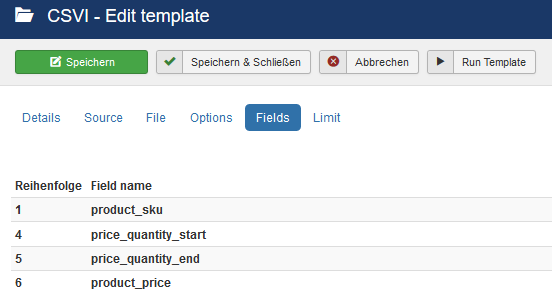 CSVI - Edit template
Speichern Speichern & Schließen Abbrechen Run Template
Details Source File Options Fields Limit
Reihenfolge Field name
1 product_sku
4 price_quantity_start
5 price_quantity_end
6 product_price